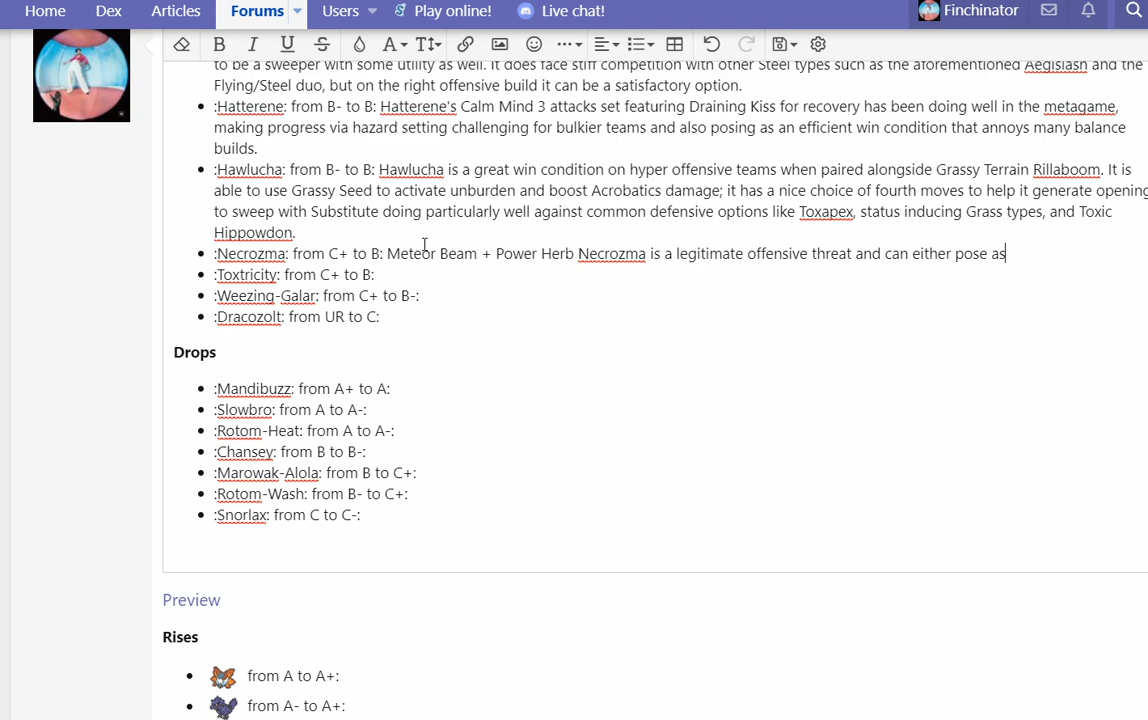 Home Dex Articles Forums Users Play online! Live chat! Finchinator
to be a sweeper with some utility as well. It does face stiff competition with other Steel types such as the aforementioned Aegislash and the
Flying/Steel duo, but on the right offensive build it can be a satisfactory option.
:Hatterene: from B- to B: Hatterene's Calm Mind 3 attacks set featuring Draining Kiss for recovery has been doing well in the metagame,
making progress via hazard setting challenging for bulkier teams and also posing as an efficient win condition that annoys many balance
builds.
:Hawlucha: from B- to B: Hawlucha is a great win condition on hyper offensive teams when paired alongside Grassy Terrain Rillaboom. It is
able to use Grassy Seed to activate unburden and boost Acrobatics damage; it has a nice choice of fourth moves to help it generate opening
to sweep with Substitute doing particularly well against common defensive options like Toxapex, status inducing Grass types, and Toxic
Hippowdon.
:Necrozma: from C+ to B: Meteor Beam + Power Herb Necrozma is a legitimate offensive threat and can either pose as
:Toxtricity: from C+ to B:
:Weezing-Galar: from C+ to B-:
:Dracozolt: from UR to C:
Drops
:Mandibuzz: from A+ to A:
:Slowbro: from A to A-:
:Rotom-Heat: from A to A-:
:Chansey: from B to B-:
:Marowak-Alola: from B to C+:
:Rotom-Wash: from B- to C+:
:Snorlax: from C to C-:
Preview
Rises
from A to A+:
from A- to A+: